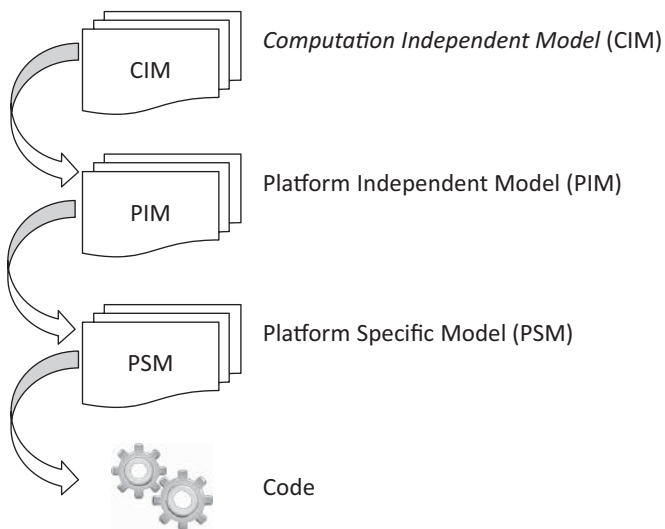 CIM
Computation Independent Model (CIM)
PIM
Platform Independent Model (PIM)
PSM
Platform Specific Model (PSM)
Code